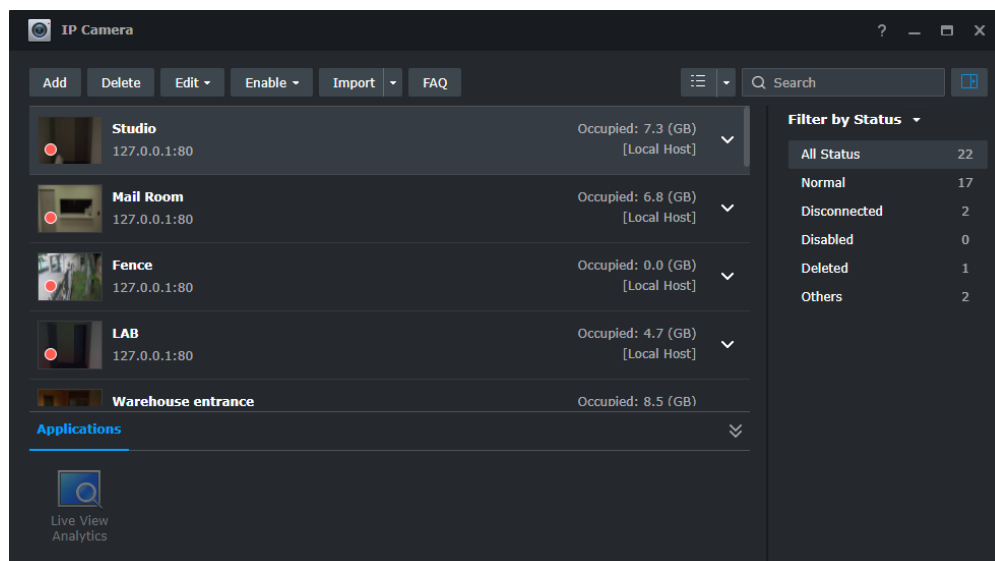 IP Camera
?
Add Delete Edit Enable Import FAQ Search
Studio Occupied: 7.3 (GB)
127.0.0.1:80 [Local Host]
Mail Room Occupied: 6.8 (GB)
127.0.0.1:80 [Local Host]
Fence Occupied: 0.0 (GB)
127.0.0.1:80 [Local Host]
LAB Occupied: 4.7 (GB)
127.0.0.1:80 [Local Host]
Warehouse entrance Occupied: 8.5 (GB)
Applications
Live View
Analytics
Filter by Status
All Status 22
Normal 17
Disconnected 2
Disabled 0
Deleted 1
Others 2